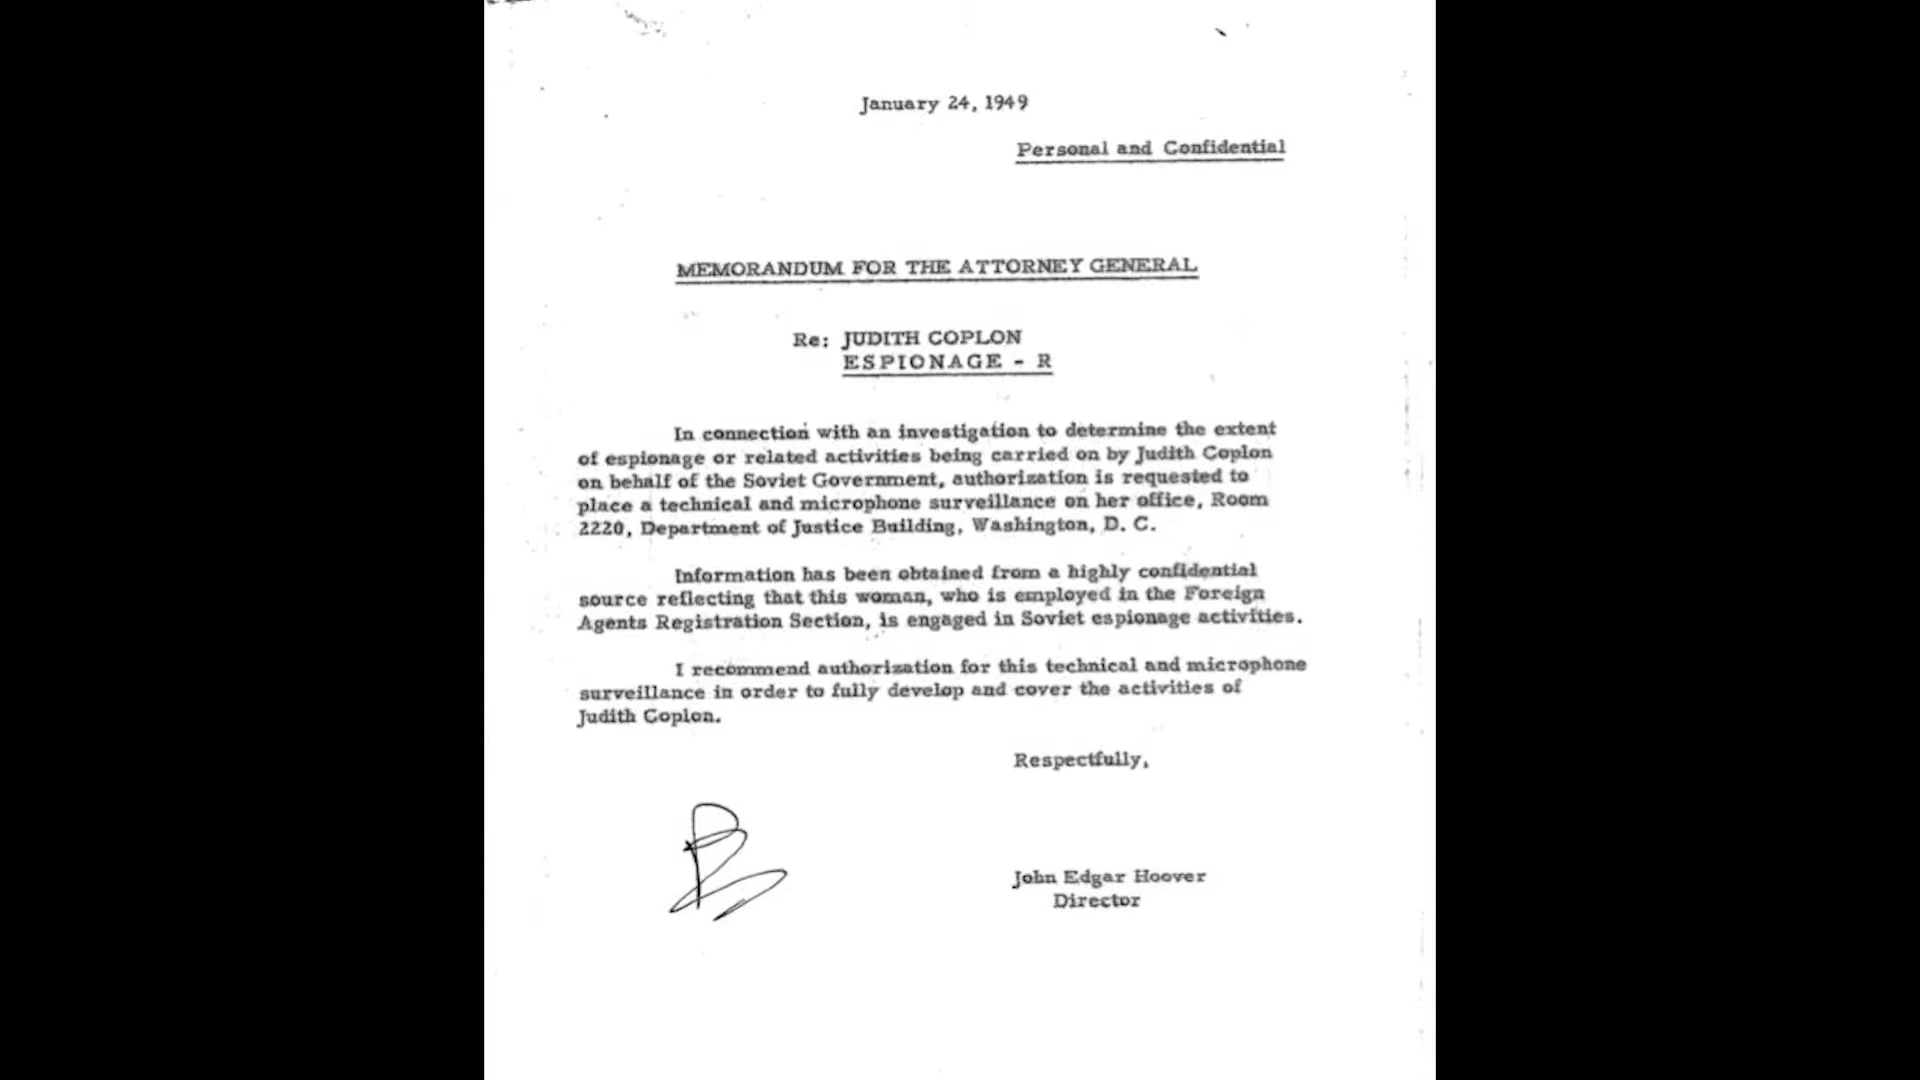 January 24, 1949
Personal and Confidential
MEMORANDUM FOR THE ATTORNEY GENERAL
Re: JUDITH COPLON
ESPIONAGE - R
In connection with an investigation to determine the extent
of espionage or related activities being carried on by Judith Coplon
on behalf of the Soviet Government, authorization is requested to
place a technical and microphone surveillance on her office, Room
2220, Department of Justice Building, Washington, D. C.
Information has been obtained from a highly confidential
source reflecting that this woman, who is employed in the Foreign
Agents Registration Section, is engaged in Soviet espionage activities.
I recommend authorization for this technical and microphone
surveillance in order to fully develop and cover the activities of
Judith Coplon.
Respectfully,
John Edgar Hoover
Director